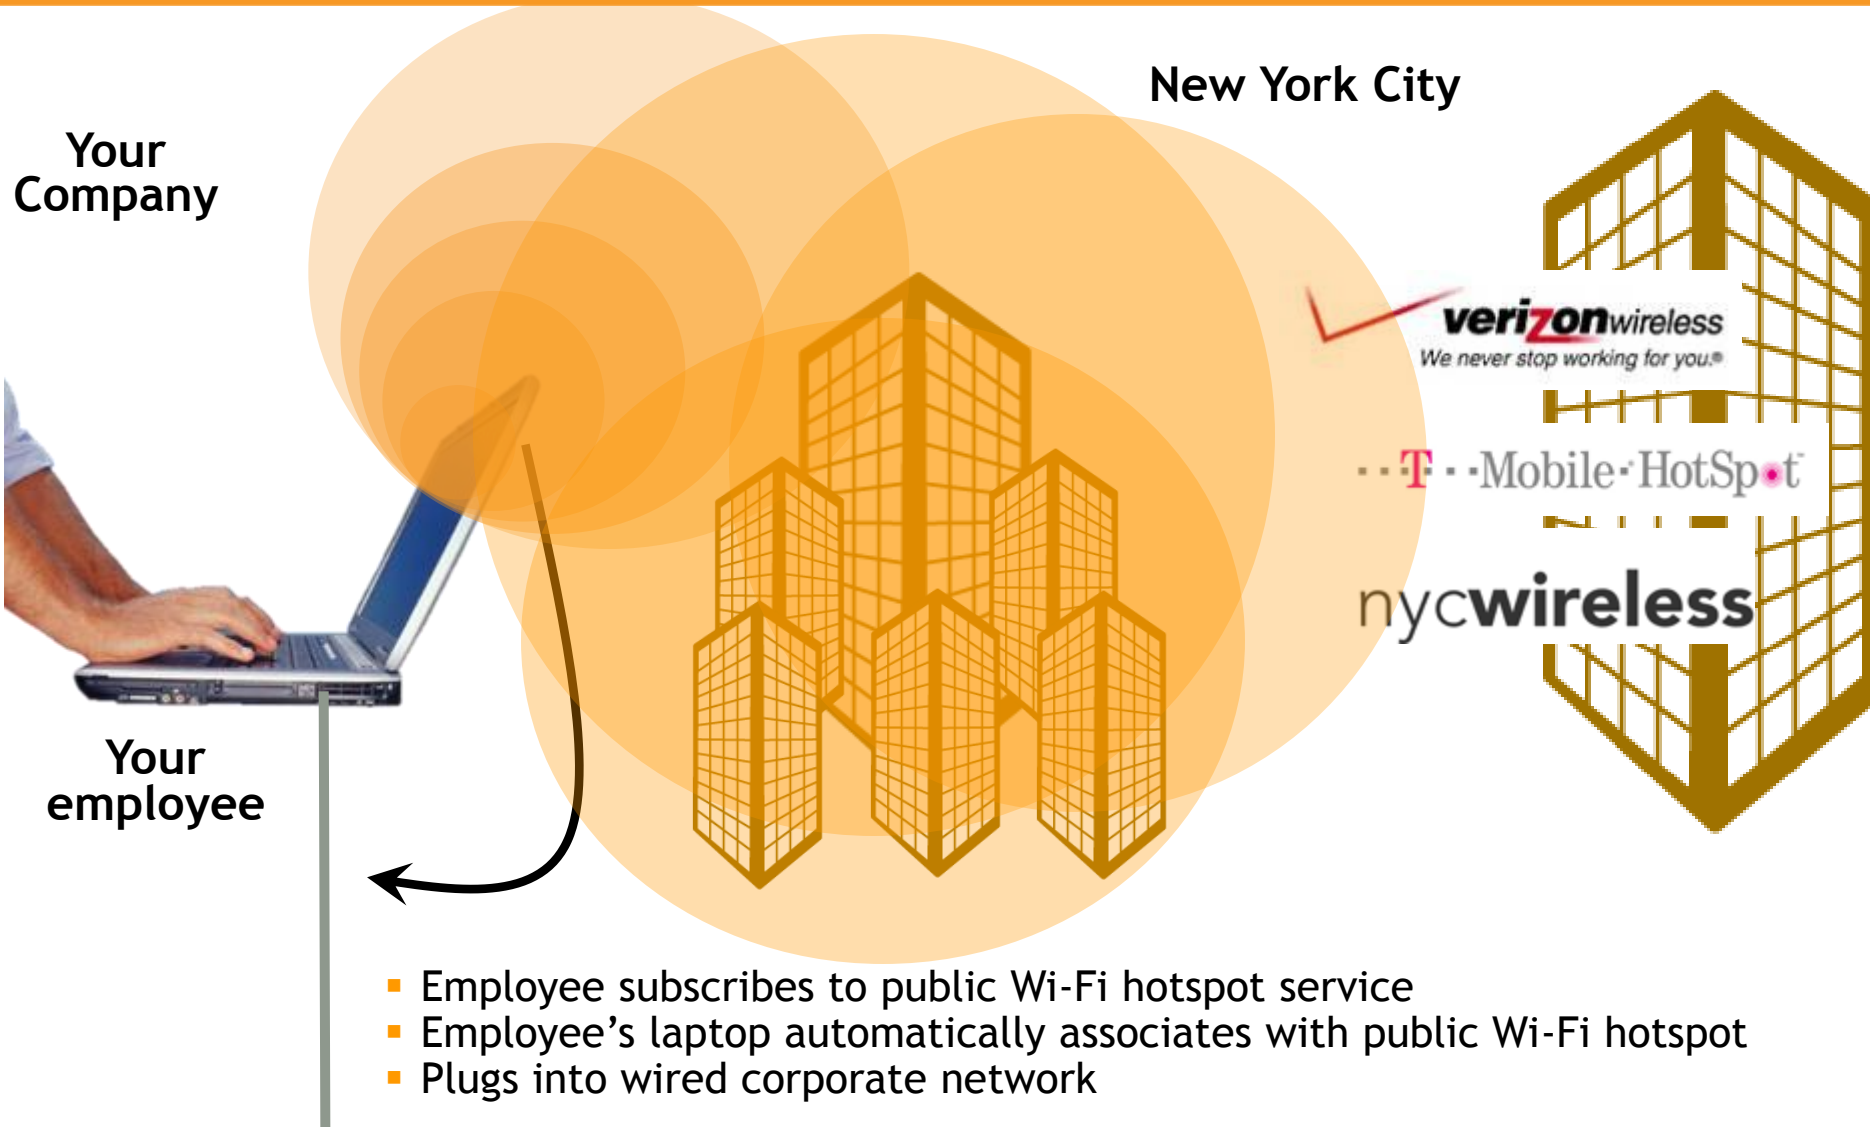 New York City
Your
Company
verizonwireless
We never stop working for you.®
T · · Mobile · HotSpot
nycwireless
Your
employee
▪ Employee subscribes to public Wi-Fi hotspot service
▪ Employee’s laptop automatically associates with public Wi-Fi hotspot
▪ Plugs into wired corporate network